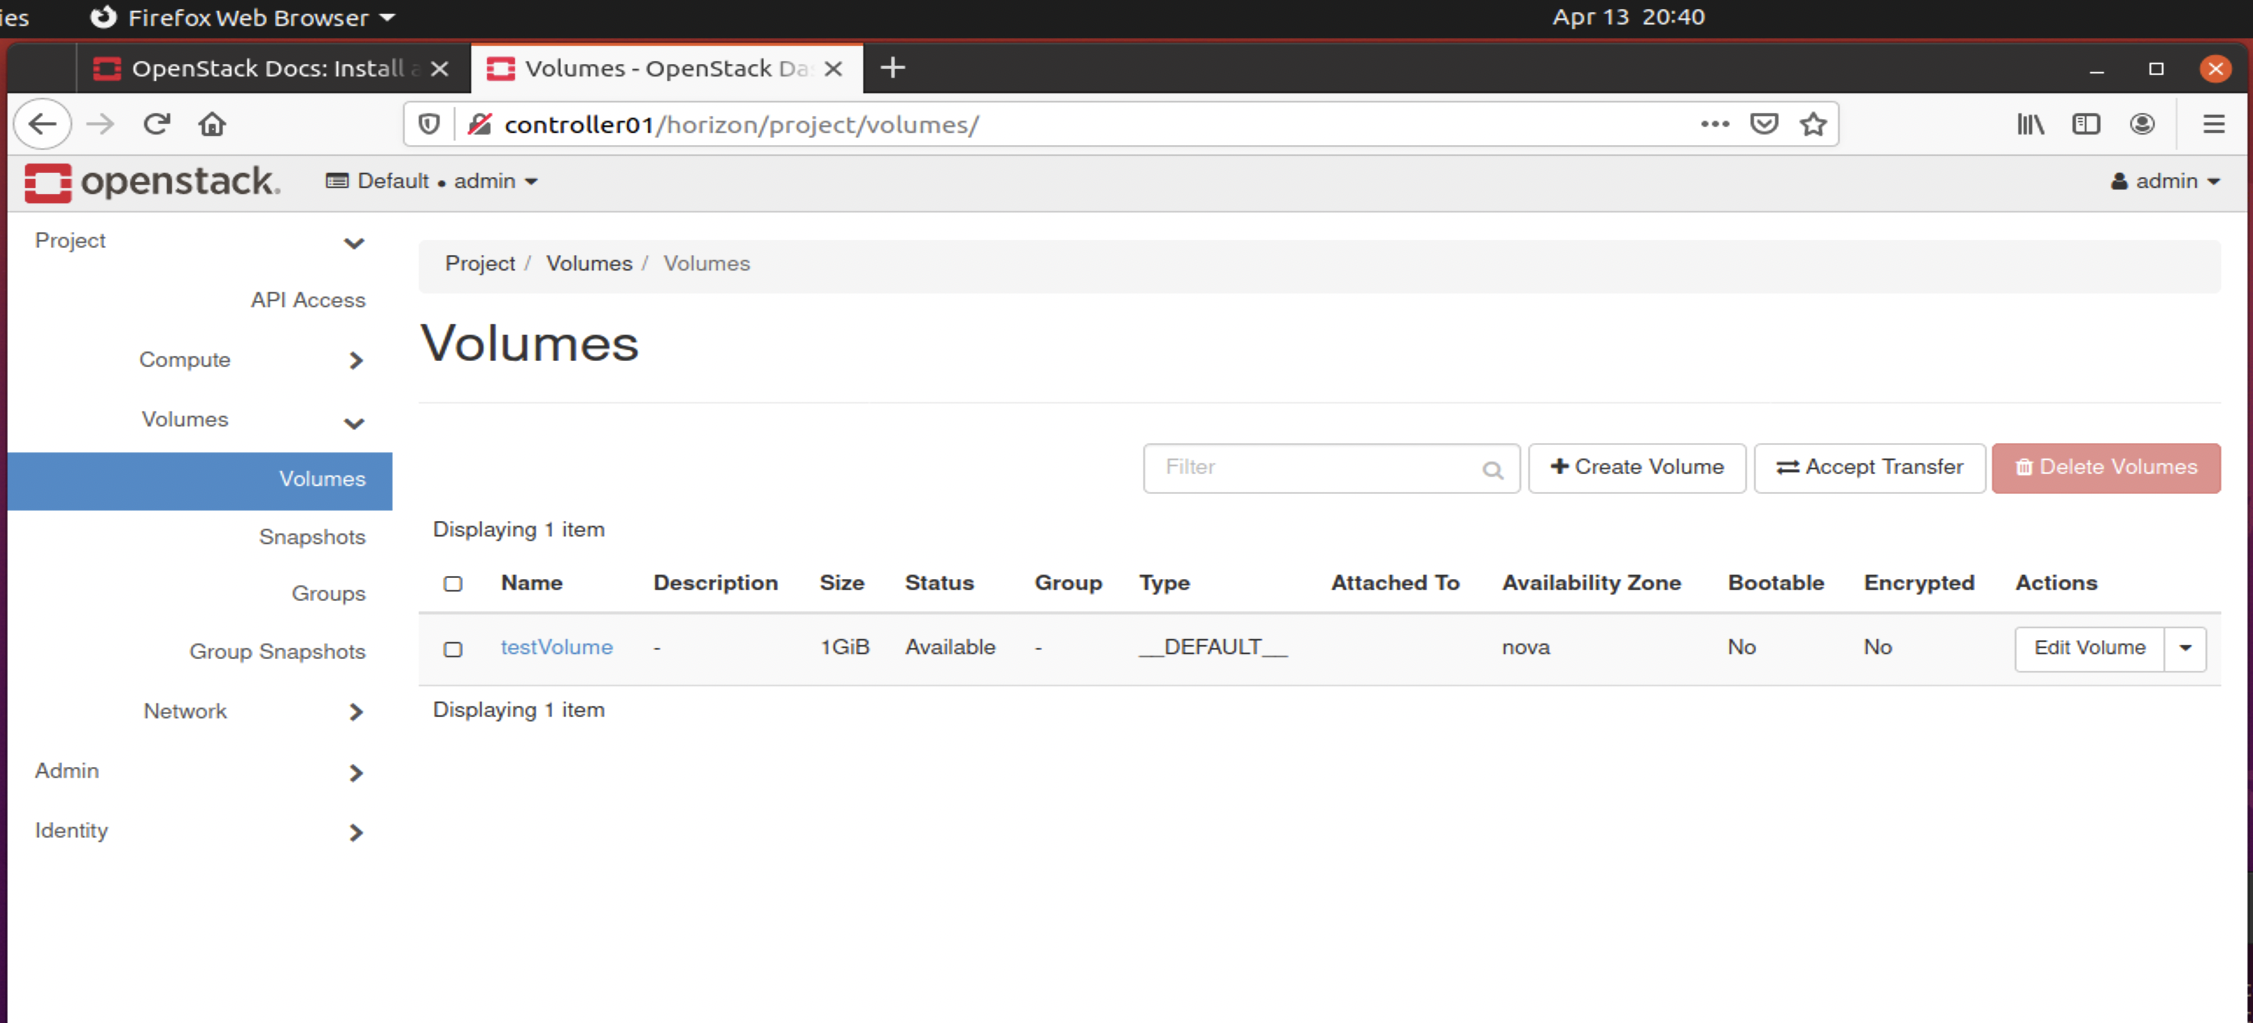 ies Firefox Web Browser Apr 13 20:40
OpenStack Docs: Install a Volumes - OpenStack Da
controller01/horizon/project/volumes/
openstack. Default • admin admin
Project
API Access
Compute
Volumes
Volumes
Snapshots
Groups
Group Snapshots
Network
Admin
Identity
Project / Volumes / Volumes
Volumes
Filter Create Volume Accept Transfer Delete Volumes
Displaying 1 item
Name Description Size Status Group Type Attached To Availability Zone Bootable Encrypted Actions
testVolume - 1GiB Available - __DEFAULT__ nova No No Edit Volume
Displaying 1 item